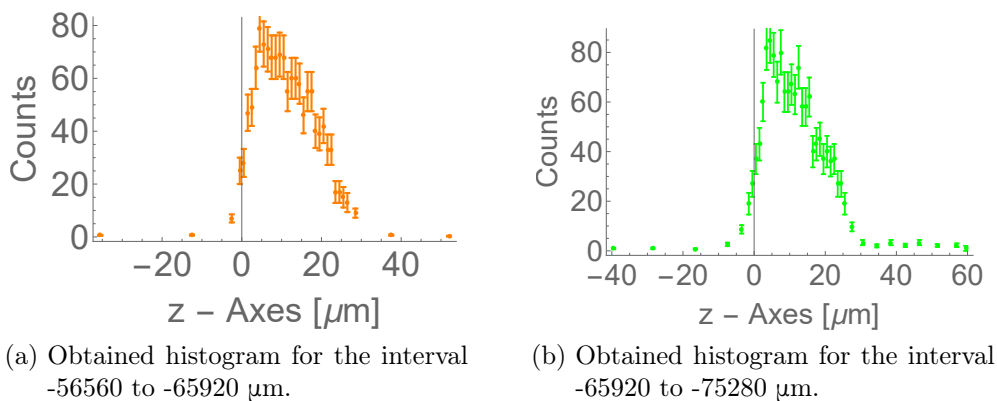 80
60
40
20
0
Counts
−20 0 20 40
z − Axes [μm]
80
60
40
20
0
Counts
−40 −20 0 20 40 60
z − Axes [μm]
(a) Obtained histogram for the interval
-56560 to -65920 μm.
(b) Obtained histogram for the interval
-65920 to -75280 μm.